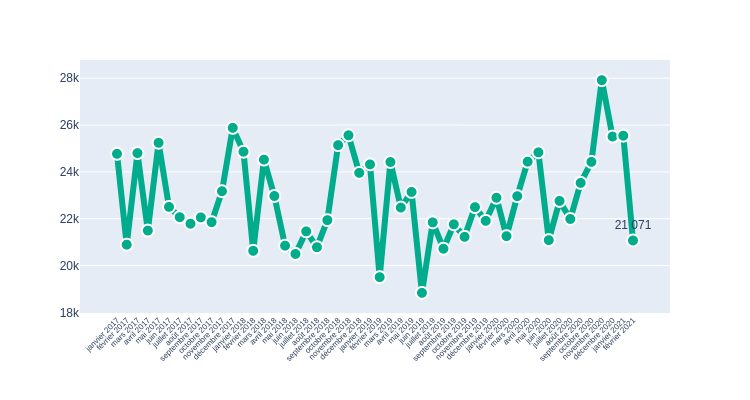 28k
26k
24k
22k
20k
18k
21,071
janvier 2017
février 2017
mars 2017
avril 2017
mai 2017
juin 2017
juillet 2017
août 2017
septembre 2017
octobre 2017
novembre 2017
décembre 2017
janvier 2018
février 2018
mars 2018
avril 2018
mai 2018
juin 2018
juillet 2018
août 2018
septembre 2018
octobre 2018
novembre 2018
décembre 2018
janvier 2019
février 2019
mars 2019
avril 2019
mai 2019
juin 2019
juillet 2019
août 2019
septembre 2019
octobre 2019
novembre 2019
décembre 2019
janvier 2020
février 2020
mars 2020
avril 2020
mai 2020
juin 2020
juillet 2020
août 2020
septembre 2020
octobre 2020
novembre 2020
décembre 2020
janvier 2021
février 2021